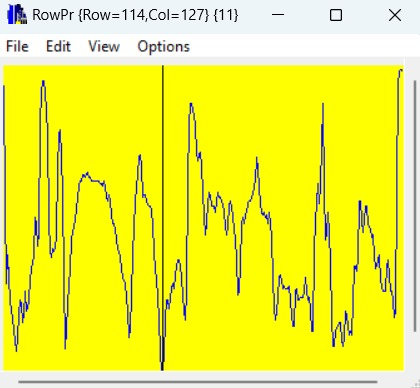 RowPr {Row=114,Col=127} {11}
File Edit View Options